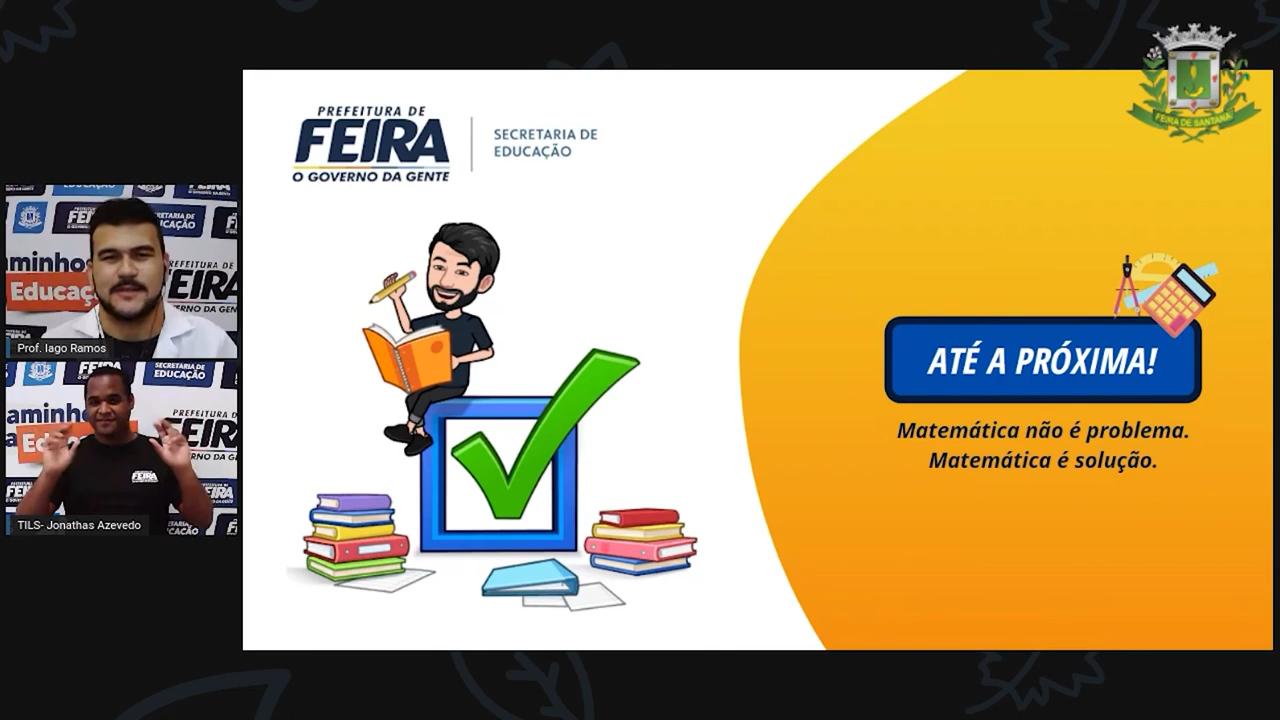 PREFEITURA DE
FEIRA
O GOVERNO DA GENTE
SECRETARIA DE
EDUCAÇÃO
FEIRA DE SANTANA
Prof. Iago Ramos
TILS- Jonathas Azevedo
ATÉ A PRÓXIMA!
Matemática não é problema.
Matemática é solução.